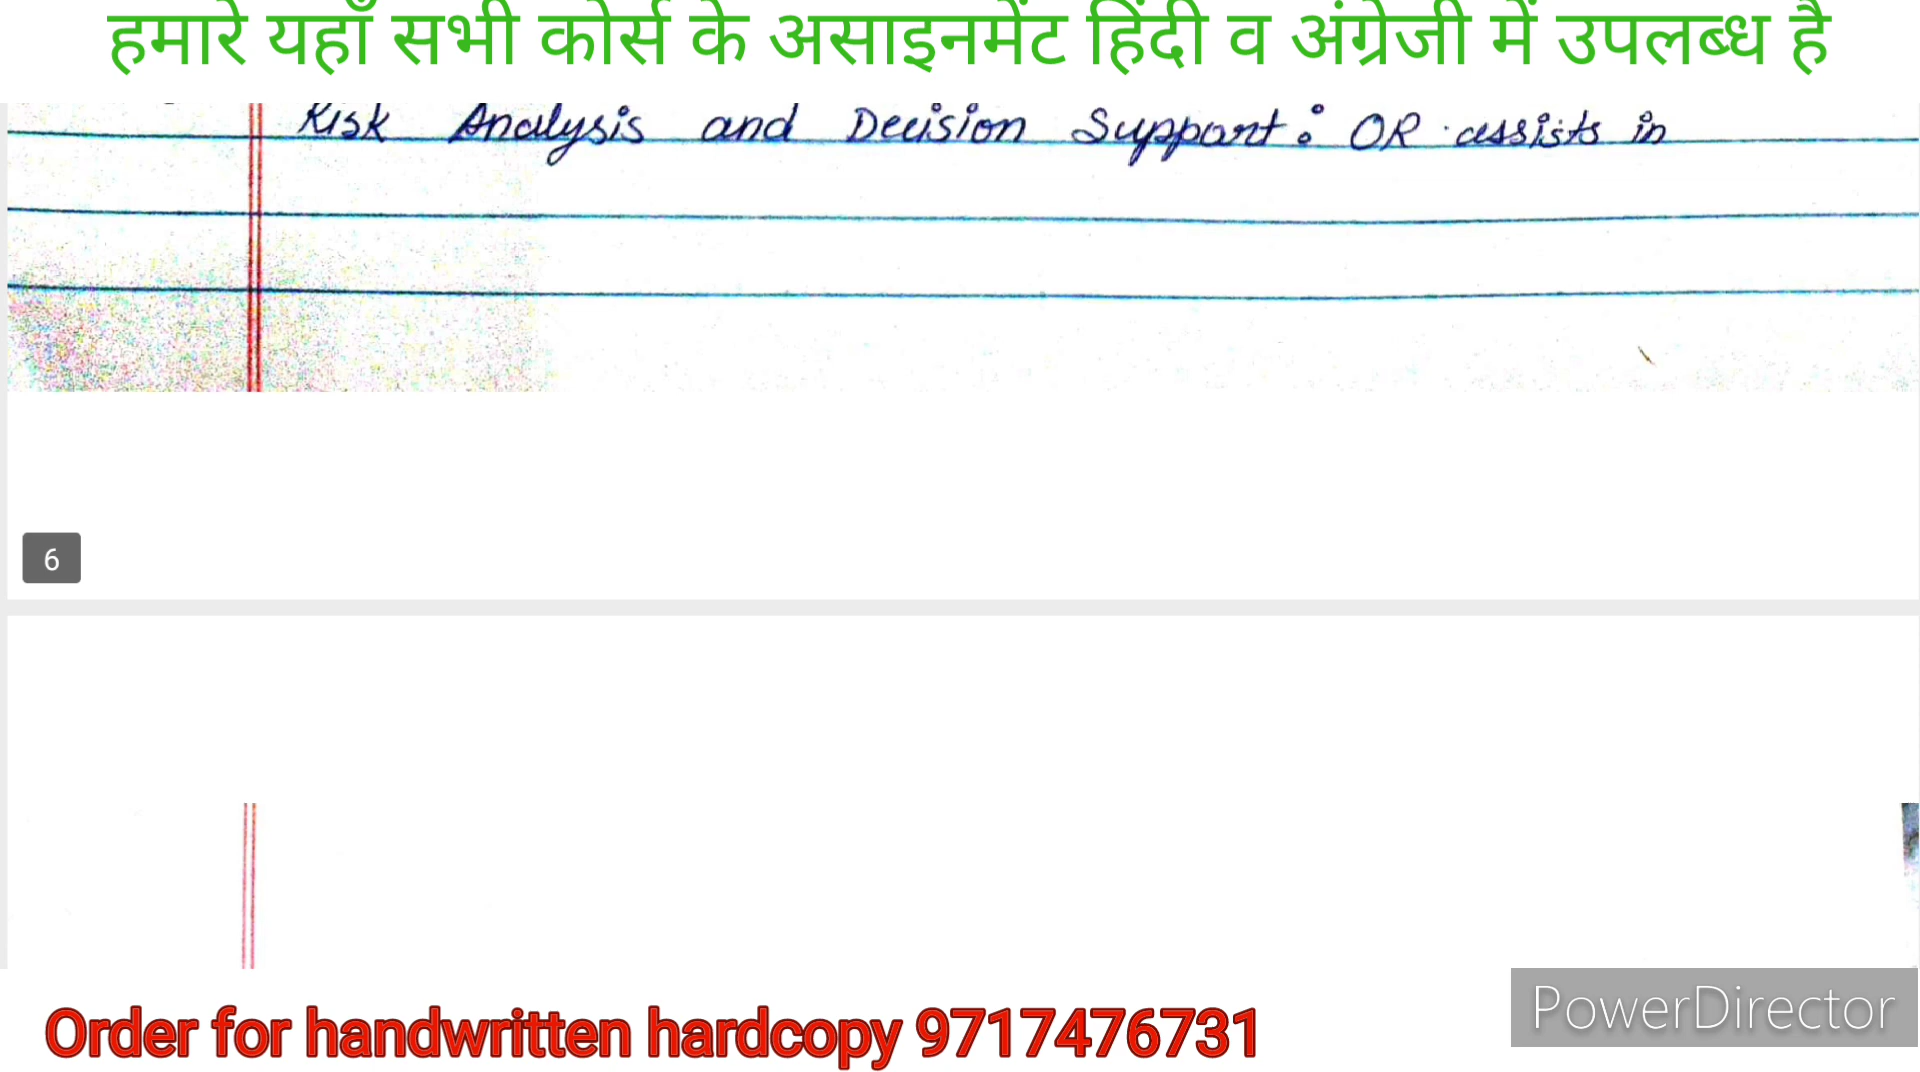 हमारे यहाँ सभी कोर्स के असाइनमेंट हिंदी व अंग्रेजी में उपलब्ध है
Risk Analysis and Decision Support: OR assists in
6
Order for handwritten hardcopy 9717476731
PowerDirector